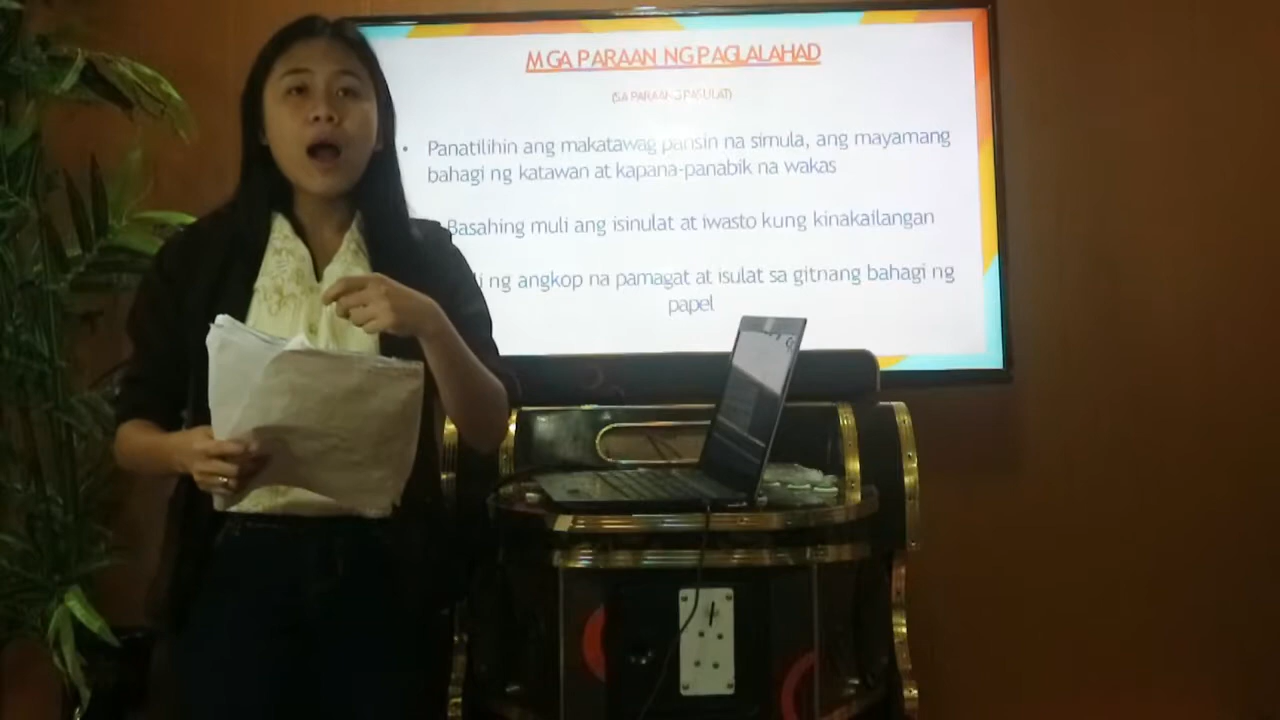 MGA PARAAN NG PAGLALAHAD
(SA PARAANG PASULAT)
• Panatilihin ang makatawag pansin na simula, ang mayamang
bahagi ng katawan at kapana-panabik na wakas
Basahing muli ang isinulat at iwasto kung kinakailangan
ng angkop na pamagat at isulat sa gitnang bahagi ng
papel